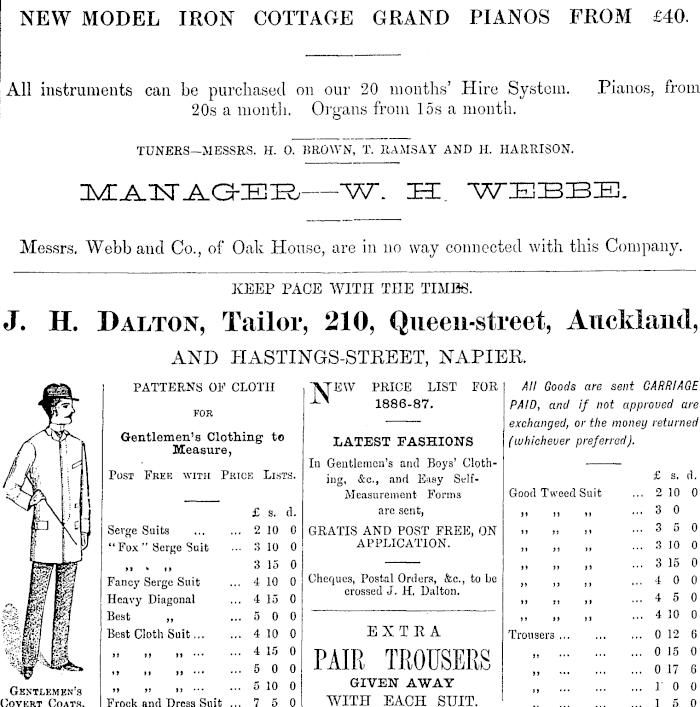 NEW MODEL IRON COTTAGE GRAND PIANOS FROM £40.
All instruments can be purchased on our 20 months' Hire System. Pianos, from
20s a month. Organs from 15s a month.
TUNERS—MESSRS. H. O. BROWN, T. RAMSAY AND H. HARRISON.
MANAGER—W. H. WEBBE.
Messrs. Webb and Co., of Oak House, are in no way connected with this Company.
KEEP PACE WITH THE TIMES.
J. H. DALTON, Tailor, 210, Queen-street, Auckland,
AND HASTINGS-STREET, NAPIER.
GENTLEMEN'S
COVERT COATS.
PATTERNS OF CLOTH
FOR
Gentlemen's Clothing to
Measure,
POST FREE WITH PRICE LISTS.
£ s. d.
Serge Suits ... ... 2 10 0
"Fox" Serge Suit ... 3 10 0
,, ,, ,, 3 15 0
Fancy Serge Suit ... 4 10 0
Heavy Diagonal ... 4 15 0
Best ,, ... 5 0 0
Best Cloth Suit ... ... 4 10 0
,, ,, ,, ... ... 4 15 0
,, ,, ,, ... ... 5 0 0
,, ,, ,, ... ... 5 10 0
Frock and Dress Suit ... 7 5 0
NEW PRICE LIST FOR
1886-87.
LATEST FASHIONS
In Gentlemen's and Boys' Cloth-
ing, &c., and Easy Self-
Measurement Forms
are sent,
GRATIS AND POST FREE, ON
APPLICATION.
Cheques, Postal Orders, &c., to be
crossed J. H. Dalton.
EXTRA
PAIR TROUSERS
GIVEN AWAY
WITH EACH SUIT.
All Goods are sent CARRIAGE
PAID, and if not approved are
exchanged, or the money returned
(whichever preferred).
£ s. d.
Good Tweed Suit ... 2 10 0
,, ,, ,, ... 3 0
,, ,, ,, ... 3 5 0
,, ,, ,, ... 3 10 0
,, ,, ,, ... 3 15 0
,, ,, ,, ... 4 0 0
,, ,, ,, ... 4 5 0
,, ,, ,, ... 4 10 0
Trousers ... ... ... 0 12 6
,, ... ... ... 0 15 0
,, ... ... ... 0 17 6
,, ... ... ... 1 0 0
,, ... ... ... 1 5 0